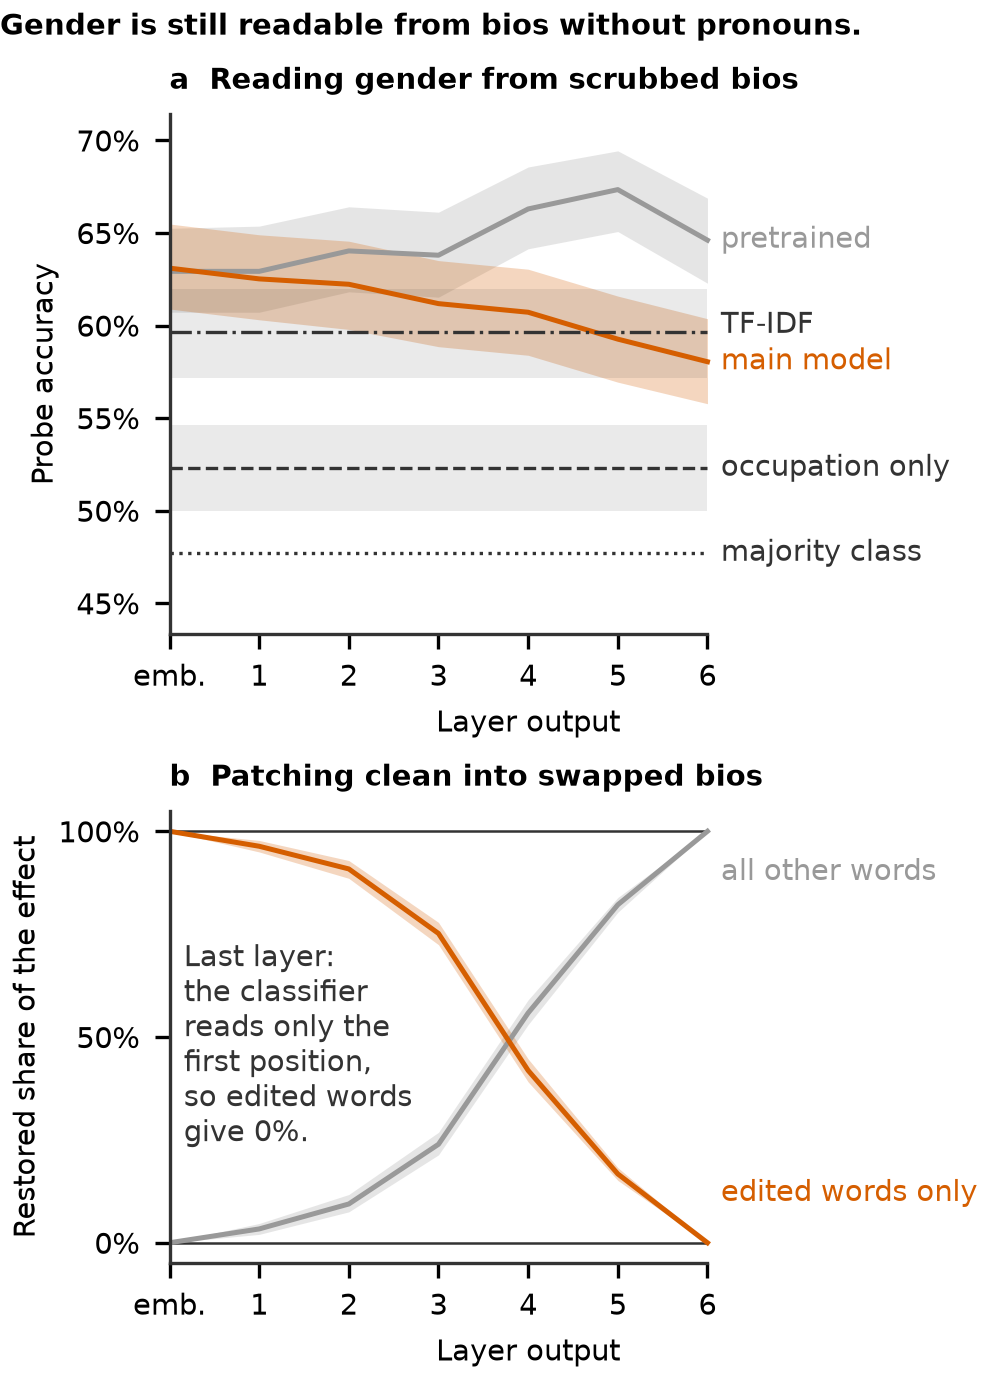 Gender is still readable from bios without pronouns.
a Reading gender from scrubbed bios
70%
65%
60%
55%
50%
45%
Probe accuracy
pretrained
TF-IDF
main model
occupation only
majority class
emb. 1 2 3 4 5 6
Layer output
b Patching clean into swapped bios
100%
50%
0%
Restored share of the effect
all other words
Last layer:
the classifier
reads only the
first position,
so edited words
give 0%.
edited words only
emb. 1 2 3 4 5 6
Layer output